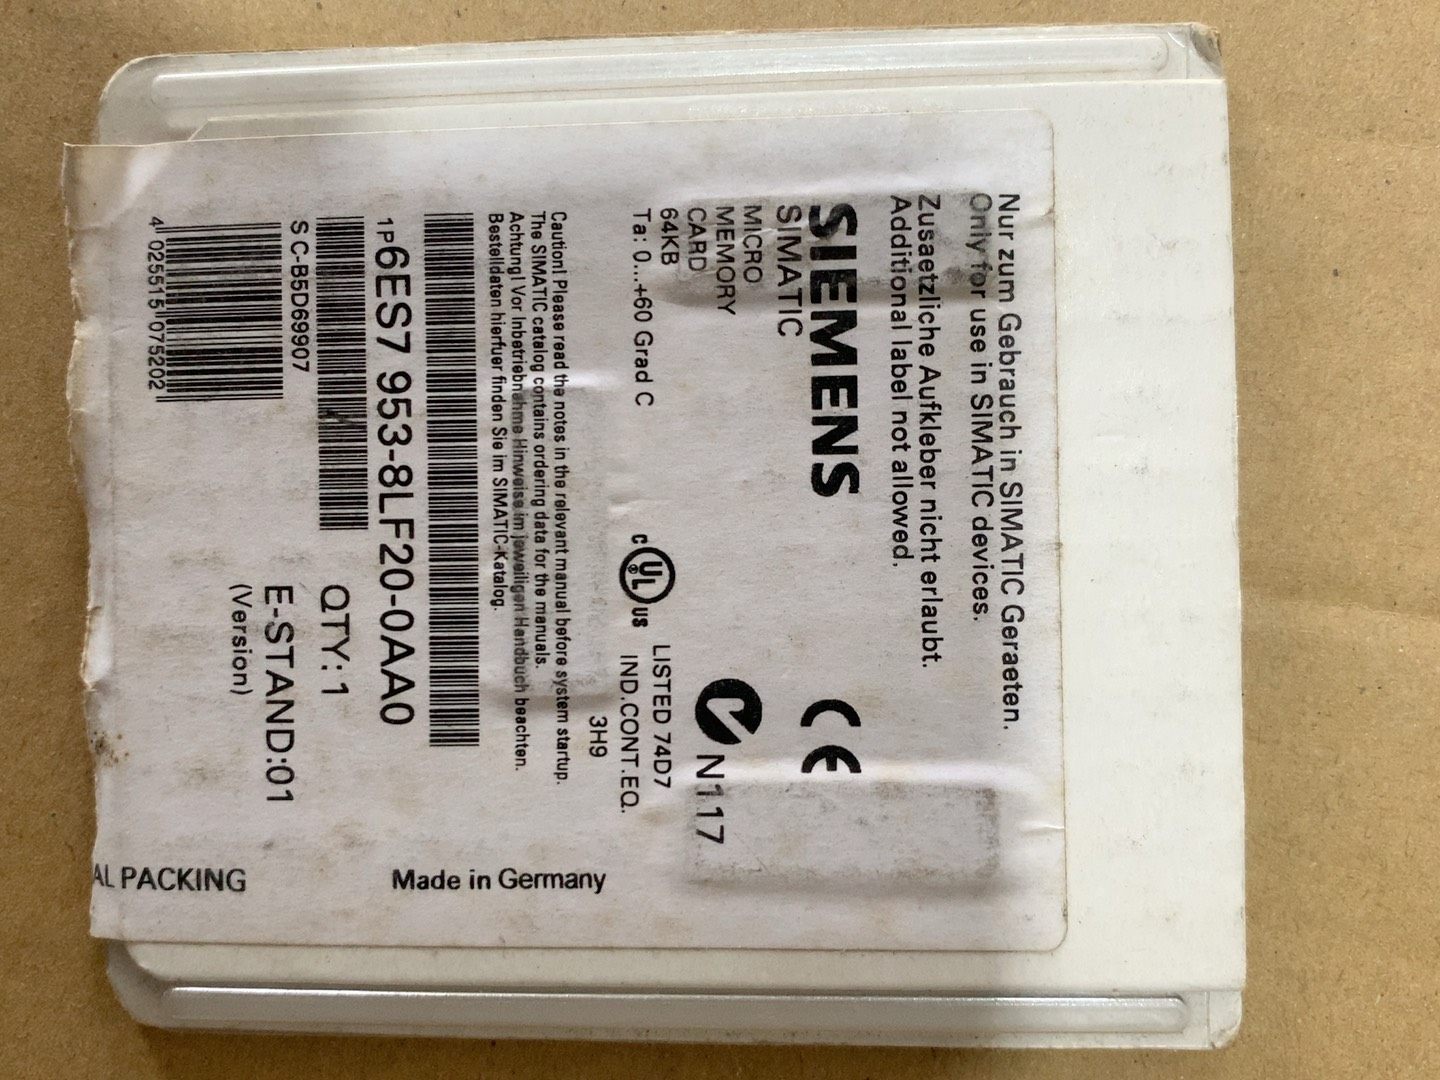 Nur zum Gebrauch in SIMATIC Geraeten.
Only for use in SIMATIC devices.
Zusaetzliche Aufkleber nicht erlaubt.
Additional label not allowed.
SIEMENS
CE
SIMATIC
MICRO
MEMORY
CARD
64KB
Ta: 0...+60 Grad C
N117
c UL ® us
LISTED 74D7
IND.CONT.EQ.
3H9
Caution! Please read the notes in the relevant manual before system startup.
The SIMATIC catalog contains ordering data for the manuals.
Achtung! Vor Inbetriebnahme Hinweise im jeweiligen Handbuch beachten.
Bestelldaten hierfuer finden Sie im SIMATIC-Katalog.
1P6ES7 953-8LF20-0AA0
QTY: 1
S C-B5D69907
E-STAND:01
(Version)
4 025515 075202
Made in Germany
AL PACKING